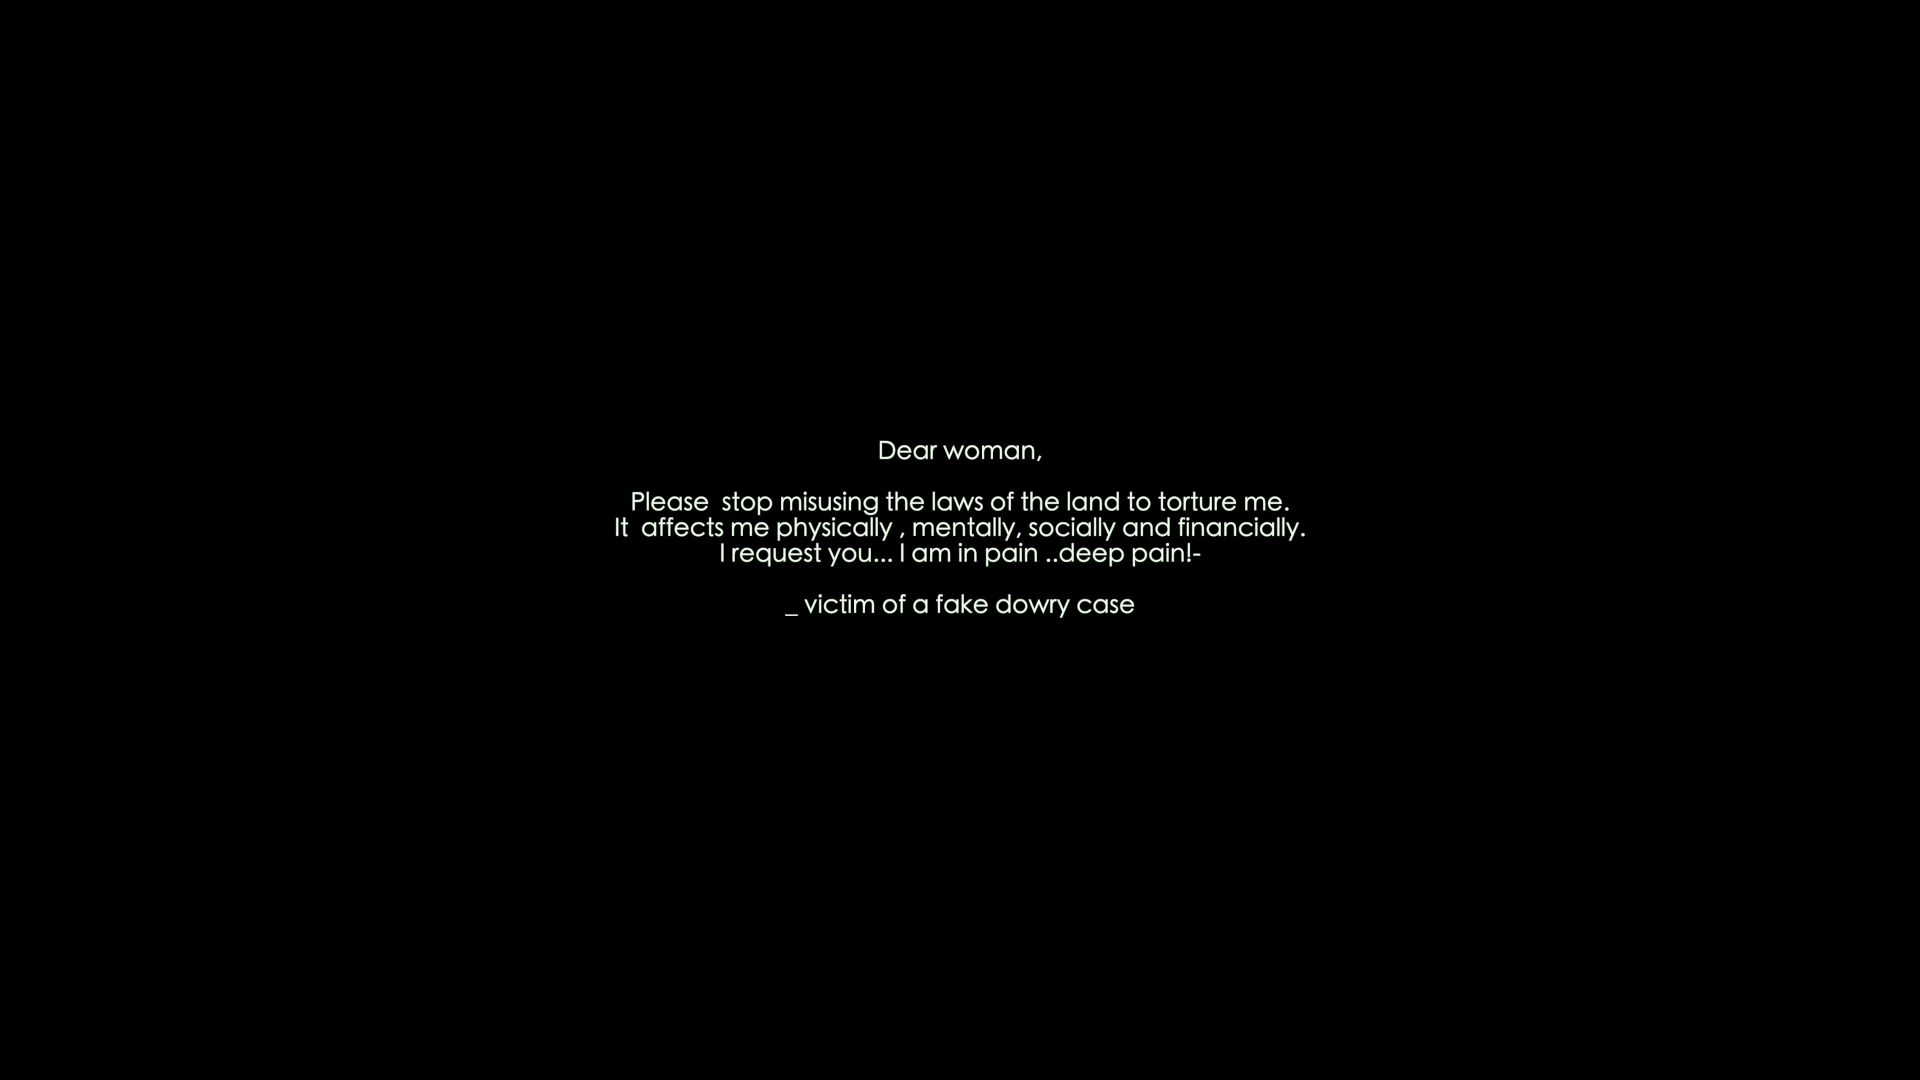 Dear woman,
Please  stop misusing the laws of the land to torture me.
It  affects me physically , mentally, socially and financially.
I request you... I am in pain ..deep pain!-
_ victim of a fake dowry case